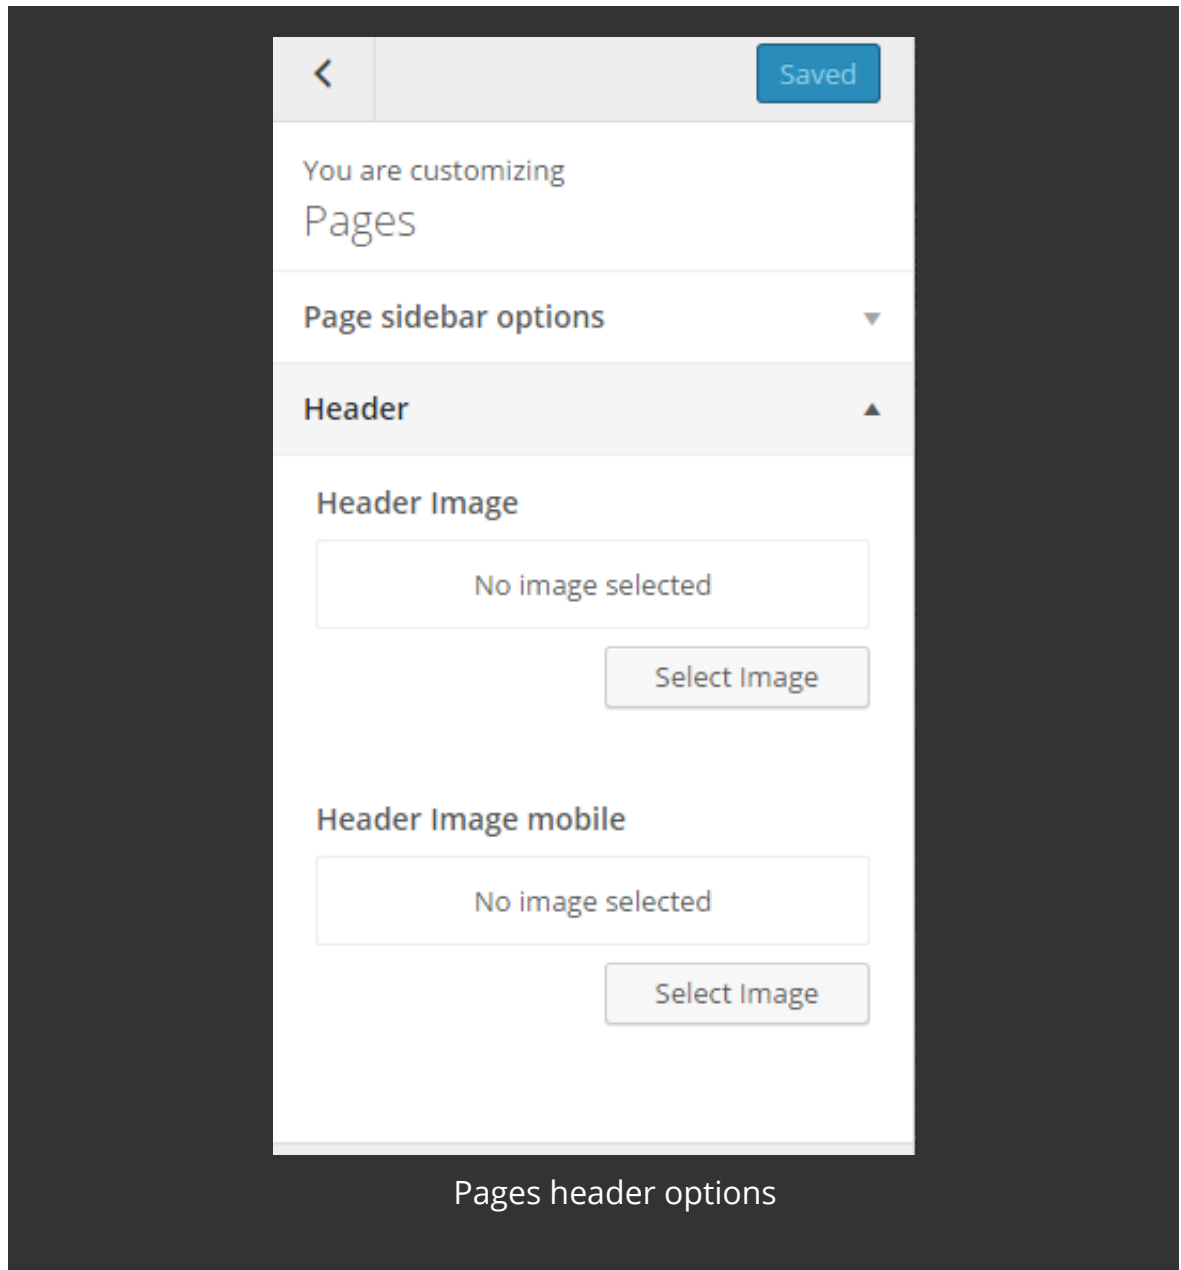 Saved
You are customizing
Pages
Page sidebar options
Header
Header Image
No image selected
Select Image
Header Image mobile
No image selected
Select Image
Pages header options